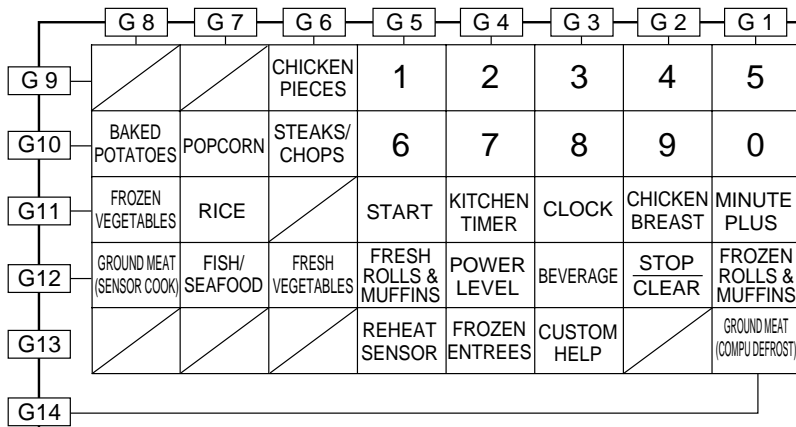 G 8 G 7 G 6 G 5 G 4 G 3 G 2 G 1
G 9
CHICKEN
PIECES
1 2 3 4 5
G10
BAKED
POTATOES
POPCORN
STEAKS/
CHOPS
6 7 8 9 0
G11
FROZEN
VEGETABLES
RICE
START
KITCHEN
TIMER
CLOCK
CHICKEN
BREAST
MINUTE
PLUS
G12
GROUND MEAT
(SENSOR COOK)
FISH/
SEAFOOD
FRESH
VEGETABLES
FRESH
ROLLS &
MUFFINS
POWER
LEVEL
BEVERAGE
STOP
CLEAR
FROZEN
ROLLS &
MUFFINS
G13
REHEAT
SENSOR
FROZEN
ENTREES
CUSTOM
HELP
GROUND MEAT
(COMPU DEFROST)
G14